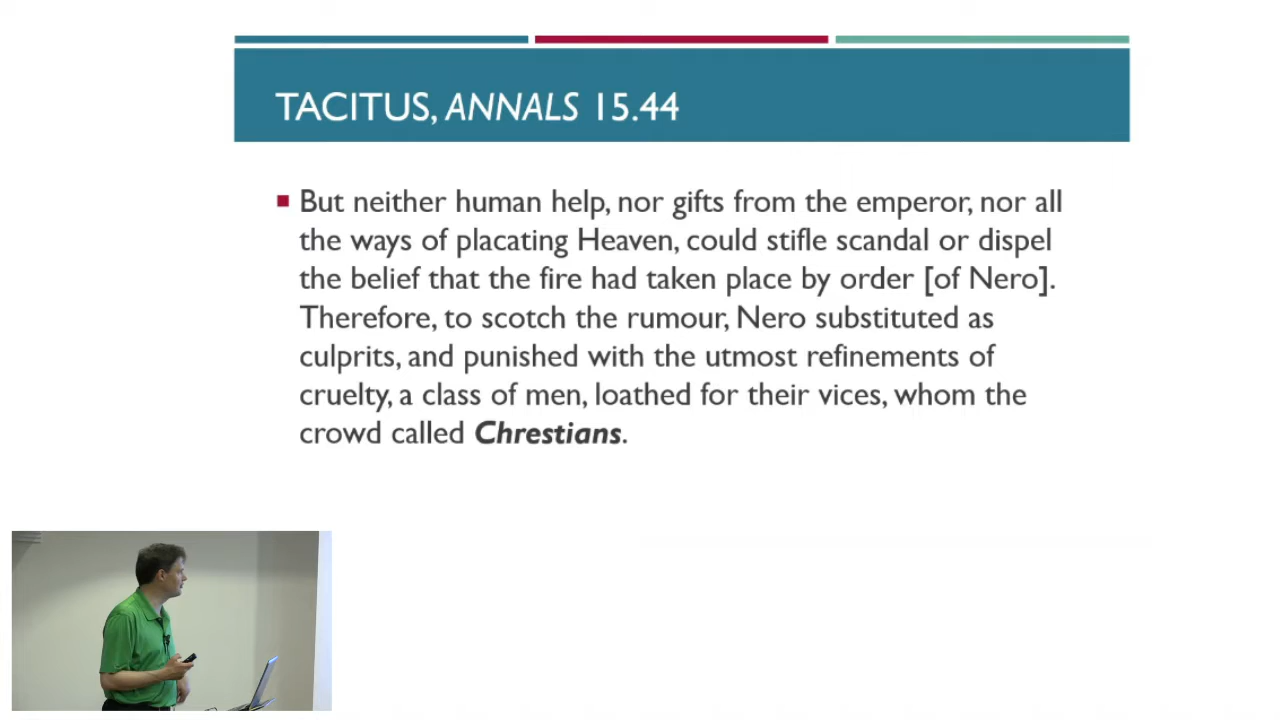 TACITUS, ANNALS 15.44
But neither human help, nor gifts from the emperor, nor all
the ways of placating Heaven, could stifle scandal or dispel
the belief that the fire had taken place by order [of Nero].
Therefore, to scotch the rumour, Nero substituted as
culprits, and punished with the utmost refinements of
cruelty, a class of men, loathed for their vices, whom the
crowd called Chrestians.